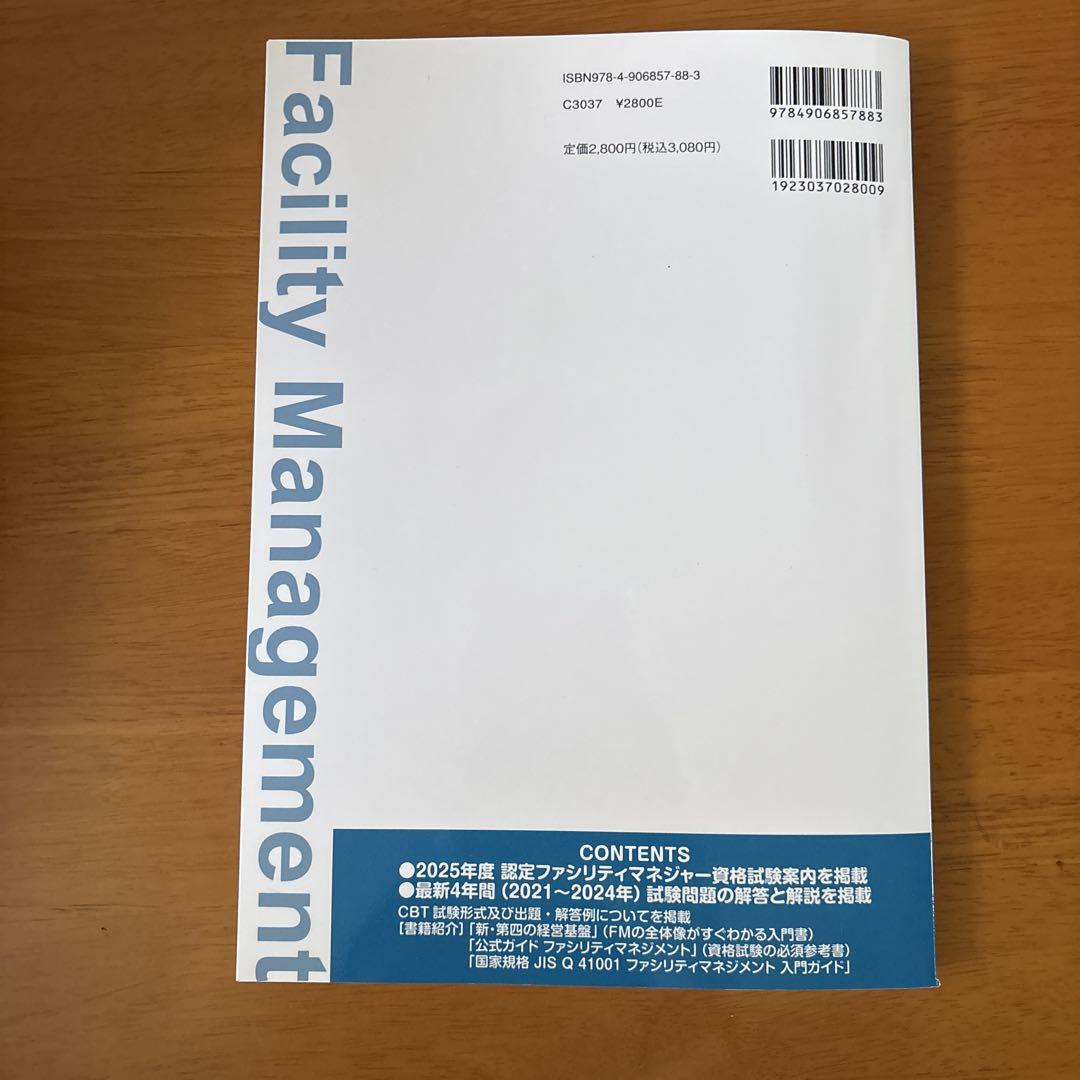 Facility Management
ISBN978-4-906857-88-3
C3037 ¥2800E
定価2,800円(税込3,080円)
9784906857883
1923037028009
CONTENTS
●2025年度 認定ファシリティマネジャー資格試験案内を掲載
●最新4年間(2021〜2024年)試験問題の解答と解説を掲載
CBT 試験形式及び出題・解答例についてを掲載
[書籍紹介]「新・第四の経営基盤」(FMの全体像がすぐわかる入門書)
「公式ガイド ファシリティマネジメント」(資格試験の必須参考書)
「国家規格 JIS Q 41001 ファシリティマネジメント 入門ガイド」